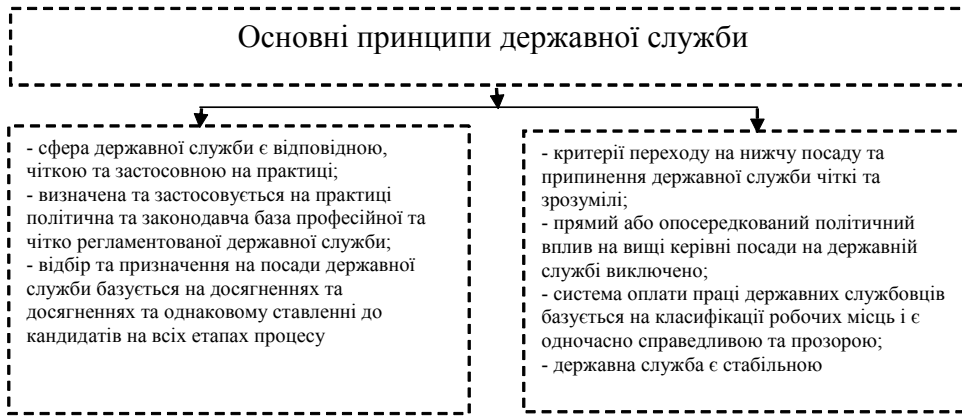 Основні принципи державної служби
- сфера державної служби є відповідною,
чіткою та застосовною на практиці;
- визначена та застосовується на практиці
політична та законодавча база професійної та
чітко регламентованої державної служби;
- відбір та призначення на посади державної
служби базується на досягненнях та
досягненнях та однаковому ставленні до
кандидатів на всіх етапах процесу
- критерії переходу на нижчу посаду та
припинення державної служби чіткі та
зрозумілі;
- прямий або опосередкований політичний
вплив на вищі керівні посади на державній
службі виключено;
- система оплати праці державних службовців
базується на класифікації робочих місць і є
одночасно справедливою та прозорою;
- державна служба є стабільною